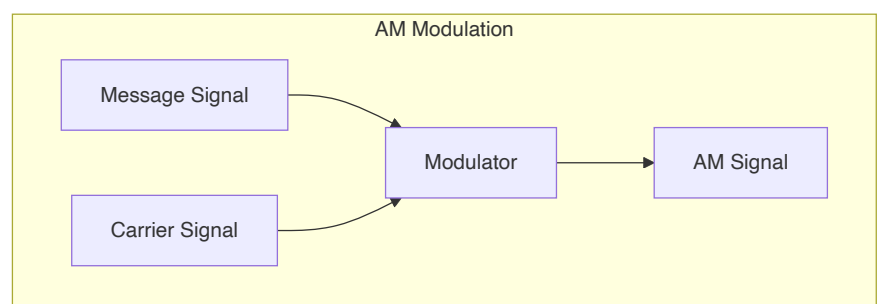 AM Modulation
Message Signal
Modulator
AM Signal
Carrier Signal